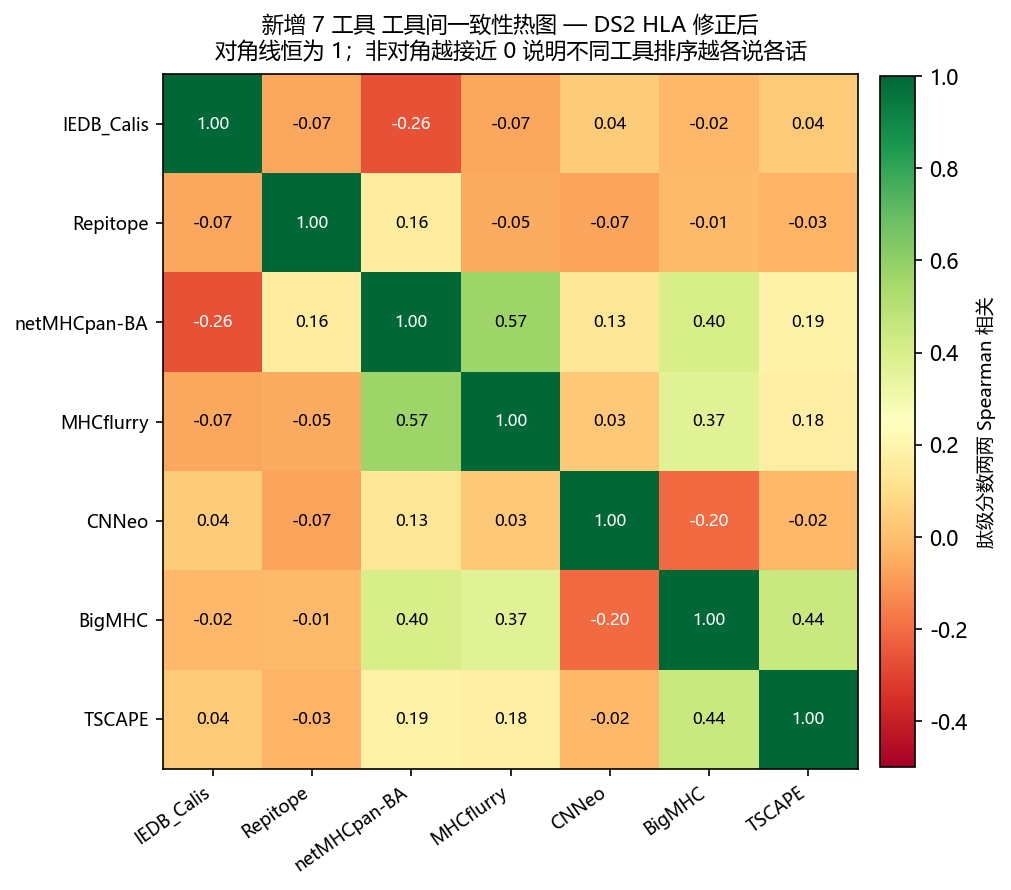 新增 7 工具 工具间一致性热图 — DS2 HLA 修正后
对角线恒为 1；非对角越接近 0 说明不同工具排序越各说各话
IEDB_Calis 1.00 -0.07 -0.26 -0.07 0.04 -0.02 0.04
Repitope -0.07 1.00 0.16 -0.05 -0.07 -0.01 -0.03
netMHCpan-BA -0.26 0.16 1.00 0.57 0.13 0.40 0.19
MHCflurry -0.07 -0.05 0.57 1.00 0.03 0.37 0.18
CNNeo 0.04 -0.07 0.13 0.03 1.00 -0.20 -0.02
BigMHC -0.02 -0.01 0.40 0.37 -0.20 1.00 0.44
TSCAPE 0.04 -0.03 0.19 0.18 -0.02 0.44 1.00
IEDB_Calis Repitope netMHCpan-BA MHCflurry CNNeo BigMHC TSCAPE
1.0
0.8
0.6
0.4
0.2
0.0
-0.2
-0.4
肽级分数两两 Spearman 相关